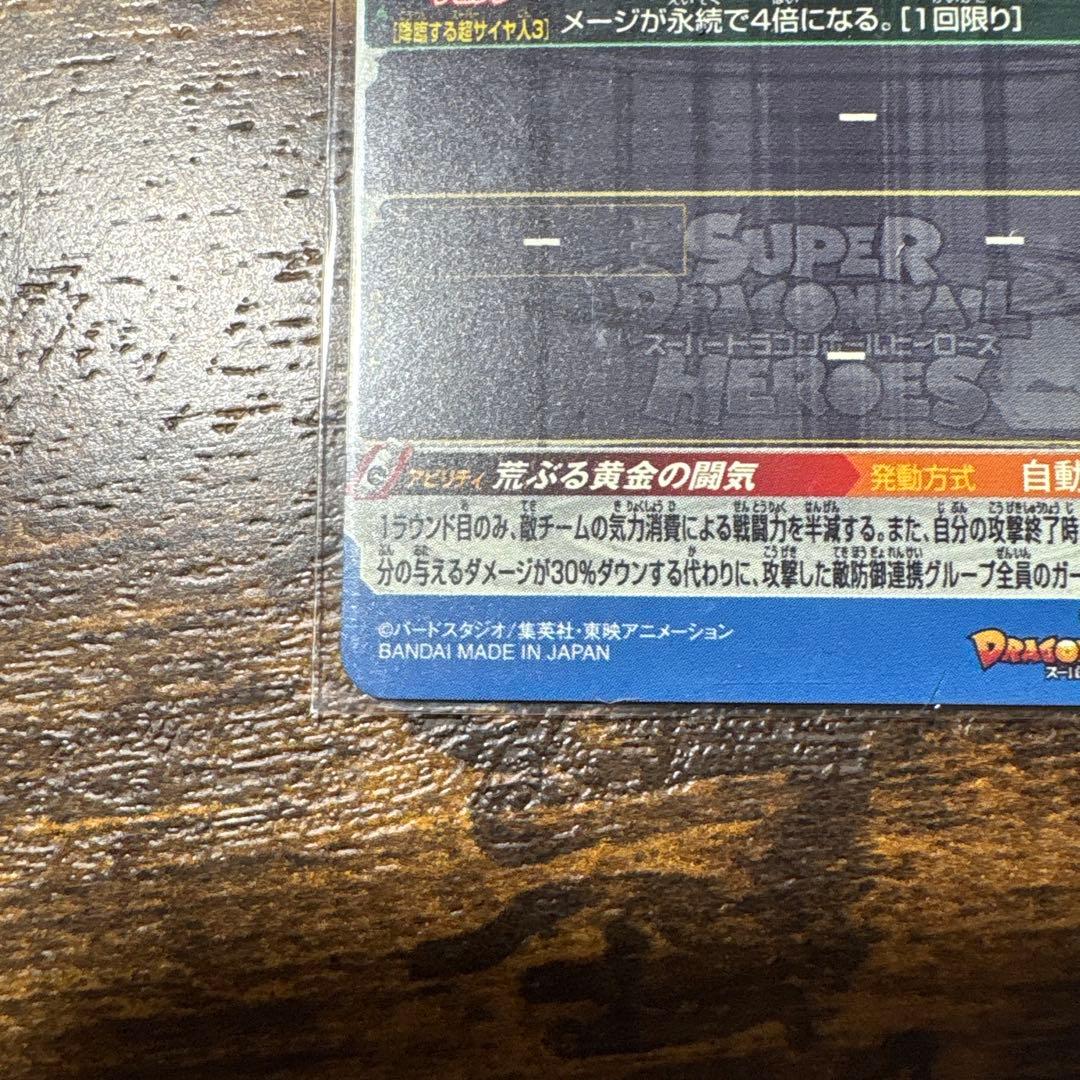 [降臨する超サイヤ人3] メージが永続で4倍になる。[1回限り]
SUPER
DRAGON BALL
スーパードラゴンボールヒーローズ
HEROES
アビリティ 荒ぶる黄金の闘気 発動方式 自動
1ラウンド目のみ、敵チームの気力消費による戦闘力を半減する。また、自分の攻撃終了時
分の与えるダメージが30%ダウンする代わりに、攻撃した敵防御連携グループ全員のガー
©バードスタジオ/集英社・東映アニメーション
BANDAI MADE IN JAPAN
DRAGO
スーパ